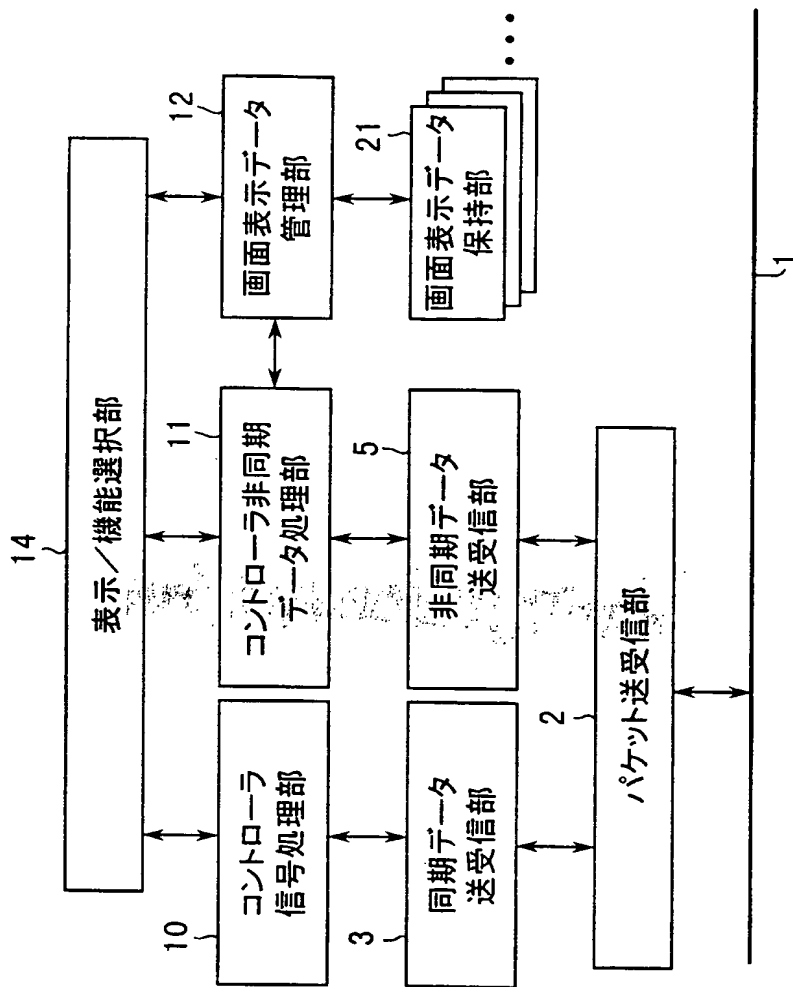 14
表示／機能選択部
10
コントローラ
信号処理部
11
コントローラ非同期
データ処理部
12
画面表示データ
管理部
3
同期データ
送受信部
5
非同期データ
送受信部
21
画面表示データ
保持部
2
パケット送受信部
1